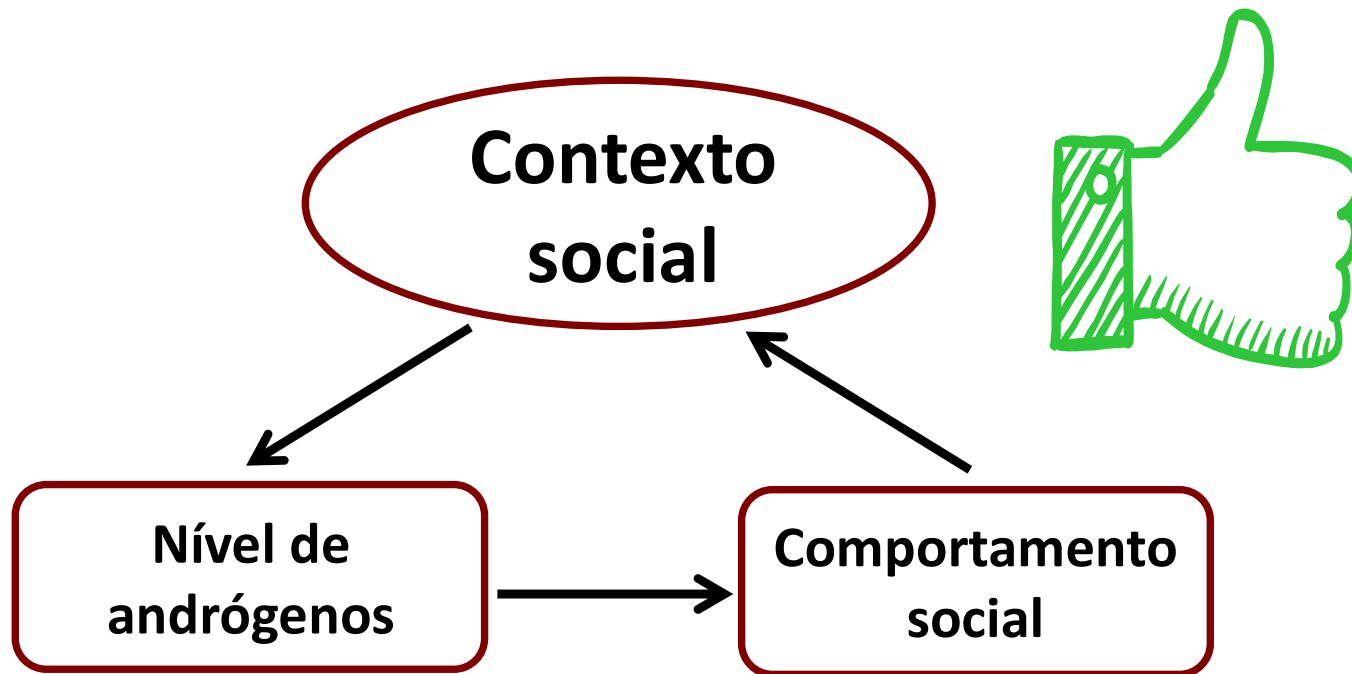 Contexto
social
Nível de
andrógenos
Comportamento
social